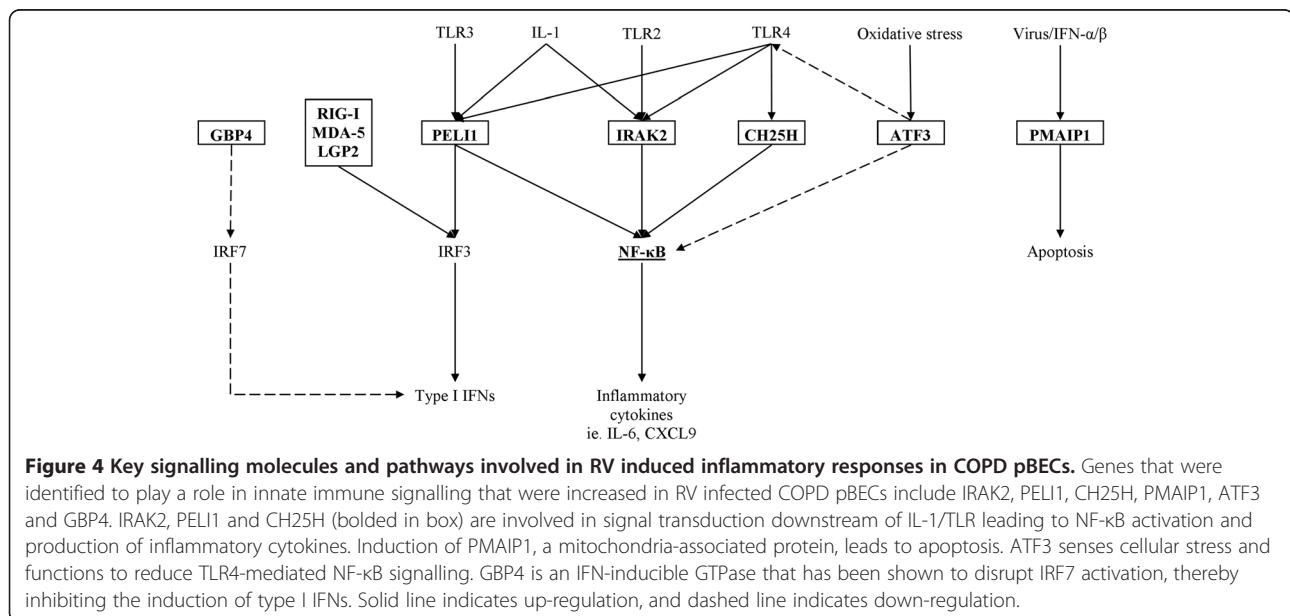 TLR3 IL-1 TLR2 TLR4 Oxidative stress Virus/IFN-α/β
RIG-I
MDA-5
LGP2
GBP4 PELI1 IRAK2 CH25H ATF3 PMAIP1
IRF7 IRF3 NF-κB Apoptosis
Type I IFNs Inflammatory
cytokines
ie. IL-6, CXCL9
Figure 4 Key signalling molecules and pathways involved in RV induced inflammatory responses in COPD pBECs. Genes that were
identified to play a role in innate immune signalling that were increased in RV infected COPD pBECs include IRAK2, PELI1, CH25H, PMAIP1, ATF3
and GBP4. IRAK2, PELI1 and CH25H (bolded in box) are involved in signal transduction downstream of IL-1/TLR leading to NF-κB activation and
production of inflammatory cytokines. Induction of PMAIP1, a mitochondria-associated protein, leads to apoptosis. ATF3 senses cellular stress and
functions to reduce TLR4-mediated NF-κB signalling. GBP4 is an IFN-inducible GTPase that has been shown to disrupt IRF7 activation, thereby
inhibiting the induction of type I IFNs. Solid line indicates up-regulation, and dashed line indicates down-regulation.